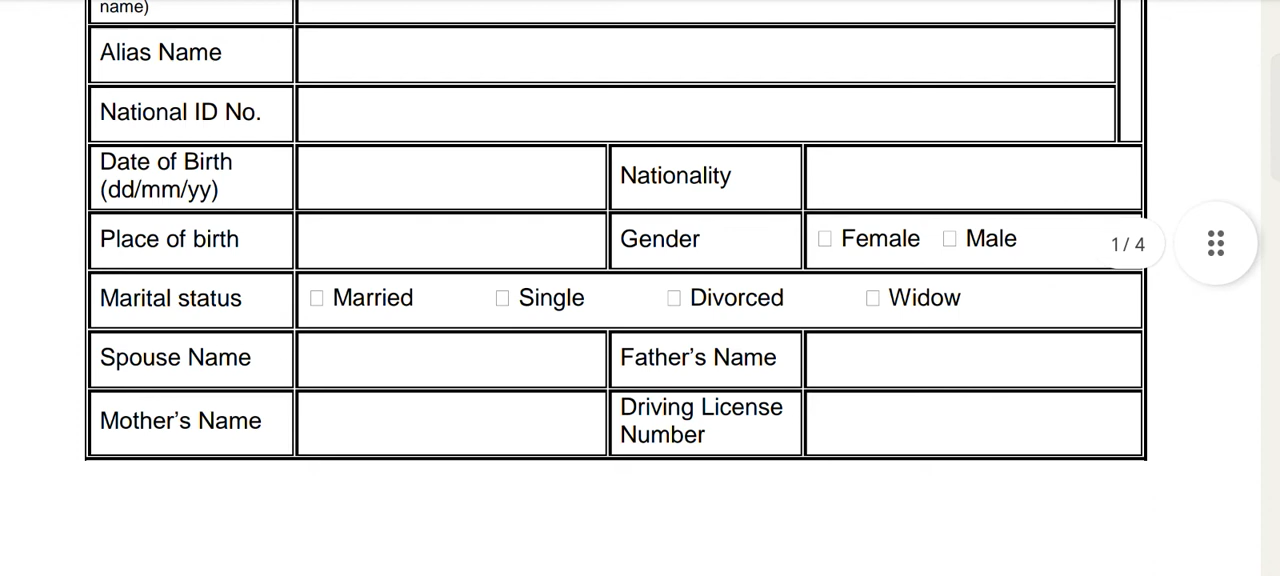 name)
Alias Name
National ID No.
Date of Birth
(dd/mm/yy)
Nationality
Place of birth
Gender
☐ Female ☐ Male
1 / 4
Marital status
☐ Married ☐ Single ☐ Divorced ☐ Widow
Spouse Name
Father’s Name
Mother’s Name
Driving License
Number